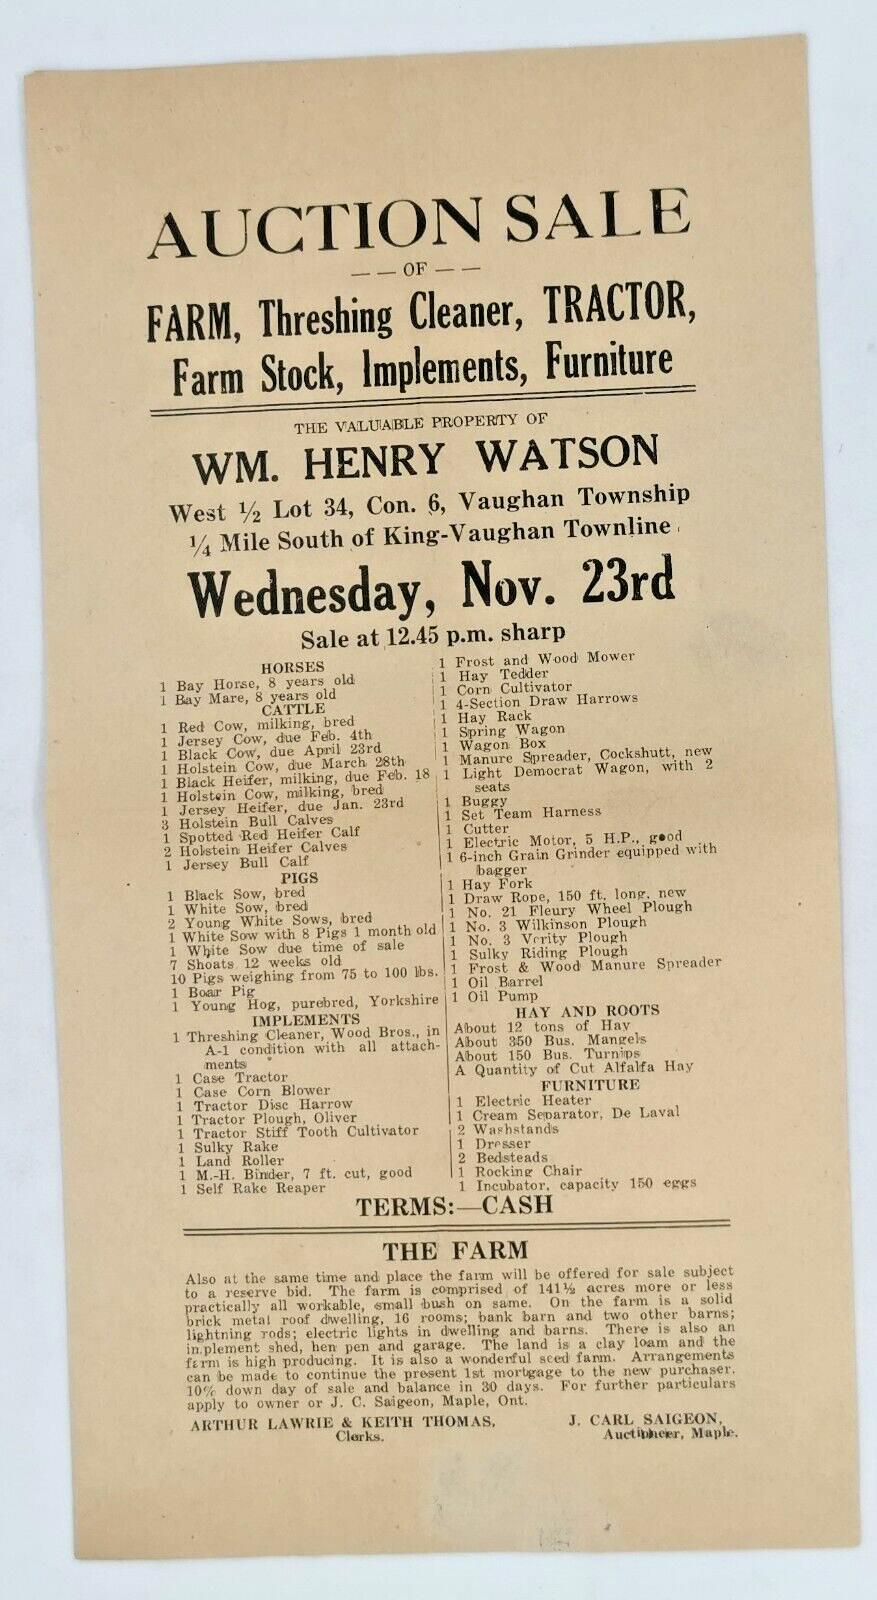 AUCTION SALE
— — OF — —
FARM, Threshing Cleaner, TRACTOR,
Farm Stock, Implements, Furniture
THE VALUABLE PROPERTY OF
WM. HENRY WATSON
West ½ Lot 34, Con. 6, Vaughan Township
¼ Mile South of King-Vaughan Townline
Wednesday, Nov. 23rd
Sale at 12.45 p.m. sharp
HORSES
1 Bay Horse, 8 years old
1 Bay Mare, 8 years old
CATTLE
1 Red Cow, milking, bred
1 Jersey Cow, due Feb. 4th
1 Black Cow, due April 23rd
1 Holstein Cow, due March 28th
1 Black Heifer, milking, due Feb. 18
1 Holstein Cow, milking, bred
1 Jersey Heifer, due Jan. 23rd
3 Holstein Bull Calves
1 Spotted Red Heifer Calf
2 Holstein Heifer Calves
1 Jersey Bull Calf
PIGS
1 Black Sow, bred
1 White Sow, bred
2 Young White Sows, bred
1 White Sow with 8 Pigs 1 month old
1 White Sow due time of sale
7 Shoats 12 weeks old
10 Pigs weighing from 75 to 100 lbs.
1 Boar Pig
1 Young Hog, purebred, Yorkshire
IMPLEMENTS
1 Threshing Cleaner, Wood Bros., in
A-1 condition with all attach-
ments
1 Case Tractor
1 Case Corn Blower
1 Tractor Disc Harrow
1 Tractor Plough, Oliver
1 Tractor Stiff Tooth Cultivator
1 Sulky Rake
1 Land Roller
1 M.-H. Binder, 7 ft. cut, good
1 Self Rake Reaper
1 Frost and Wood Mower
1 Hay Tedder
1 Corn Cultivator
1 4-Section Draw Harrows
1 Hay Rack
1 Spring Wagon
1 Wagon Box
1 Manure Spreader, Cockshutt, new
1 Light Democrat Wagon, with 2
seats
1 Buggy
1 Set Team Harness
1 Cutter
1 Electric Motor, 5 H.P., good
1 6-inch Grain Grinder equipped with
bagger
1 Hay Fork
1 Draw Rope, 150 ft. long, new
1 No. 21 Fleury Wheel Plough
1 No. 3 Wilkinson Plough
1 No. 3 Verity Plough
1 Sulky Riding Plough
1 Frost & Wood Manure Spreader
1 Oil Barrel
1 Oil Pump
HAY AND ROOTS
About 12 tons of Hay
About 350 Bus. Mangels
About 150 Bus. Turnips
A Quantity of Cut Alfalfa Hay
FURNITURE
1 Electric Heater
1 Cream Separator, De Laval
2 Washstands
1 Dresser
2 Bedsteads
1 Rocking Chair
1 Incubator, capacity 150 eggs
TERMS:—CASH
THE FARM
Also at the same time and place the farm will be offered for sale subject
to a reserve bid. The farm is comprised of 141½ acres more or less
practically all workable, small bush on same. On the farm is a solid
brick metal roof dwelling, 16 rooms; bank barn and two other barns;
lightning rods; electric lights in dwelling and barns. There is also an
implement shed, hen pen and garage. The land is a clay loam and the
farm is high producing. It is also a wonderful seed farm. Arrangements
can be made to continue the present 1st mortgage to the new purchaser.
10% down day of sale and balance in 30 days. For further particulars
apply to owner or J. C. Saigeon, Maple, Ont.
ARTHUR LAWRIE & KEITH THOMAS,
Clerks.
J. CARL SAIGEON,
Auctioneer, Maple.